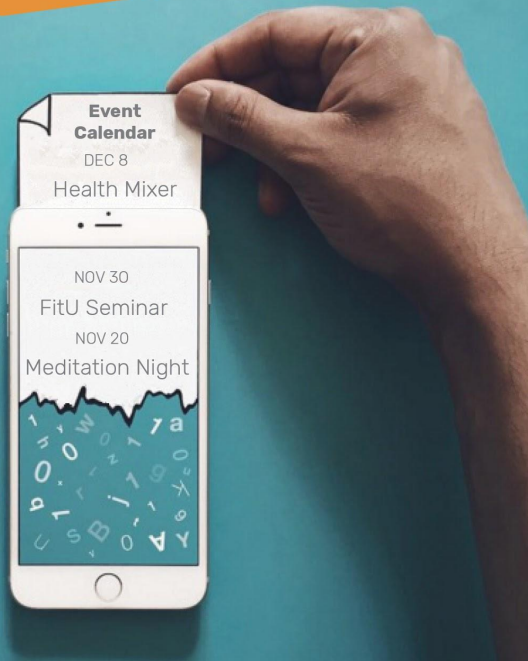 Event
Calendar
DEC 8
Health Mixer
NOV 30
FitU Seminar
NOV 20
Meditation Night